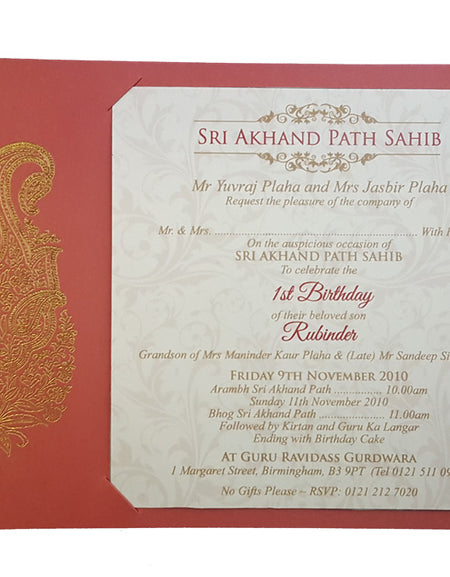 SRI AKHAND PATH SAHIB
Mr Yuvraj Plaha and Mrs Jasbir Plaha
Request the pleasure of the company of
Mr. & Mrs. ........................................................ With
On the auspicious occasion of
SRI AKHAND PATH SAHIB
To celebrate the
1st Birthday
of their beloved son
Rubinder
Grandson of Mrs Maninder Kaur Plaha & (Late) Mr Sandeep
FRIDAY 9TH NOVEMBER 2010
Arambh Sri Akhand Path ................ 10.00am
Sunday 11th November 2010
Bhog Sri Akhand Path .................... 11.00am
Followed by Kirtan and Guru Ka Langar
Ending with Birthday Cake
AT GURU RAVIDASS GURDWARA
1 Margaret Street, Birmingham, B3 9PT (Tel 0121 511
No Gifts Please ~ RSVP: 0121 212 7020